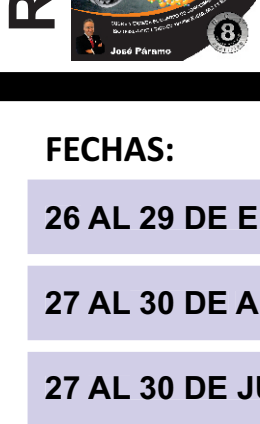 R
José Páramo
8
FECHAS:
26 AL 29 DE E
27 AL 30 DE A
27 AL 30 DE JU